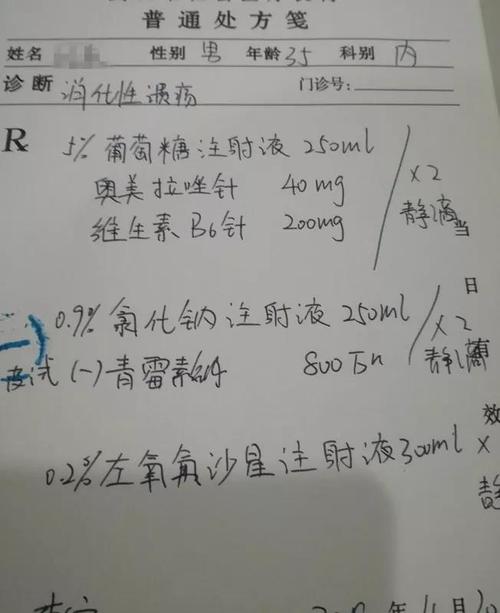 普通处方笺
姓名 性别 男 年龄 35 科别 内
诊断 消化性溃疡 门诊号:
R 5% 葡萄糖注射液 250ml
奥美拉唑针 40mg / ×2
维生素B6针 200mg 静滴
当
日
0.9% 氯化钠注射液 250ml / ×2
皮试(一)青霉素钠 800万u 静滴
有
效
0.2% 左氧氟沙星注射液 300ml ×